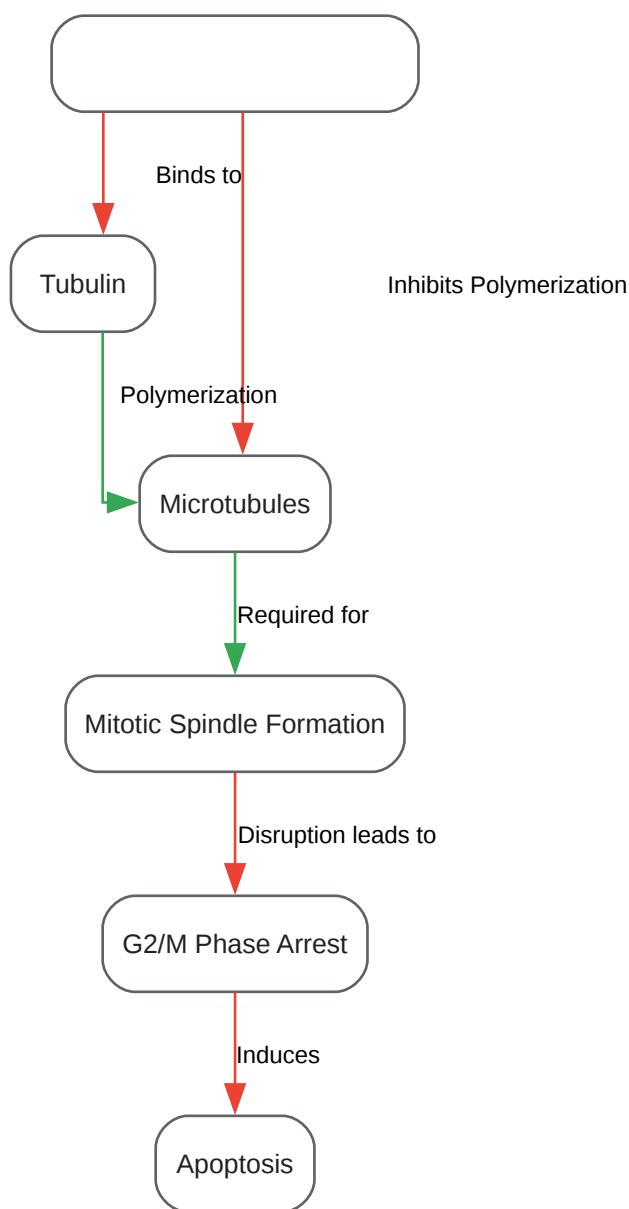 Binds to
Tubulin
Inhibits Polymerization
Polymerization
Microtubules
Required for
Mitotic Spindle Formation
Disruption leads to
G2/M Phase Arrest
Induces
Apoptosis